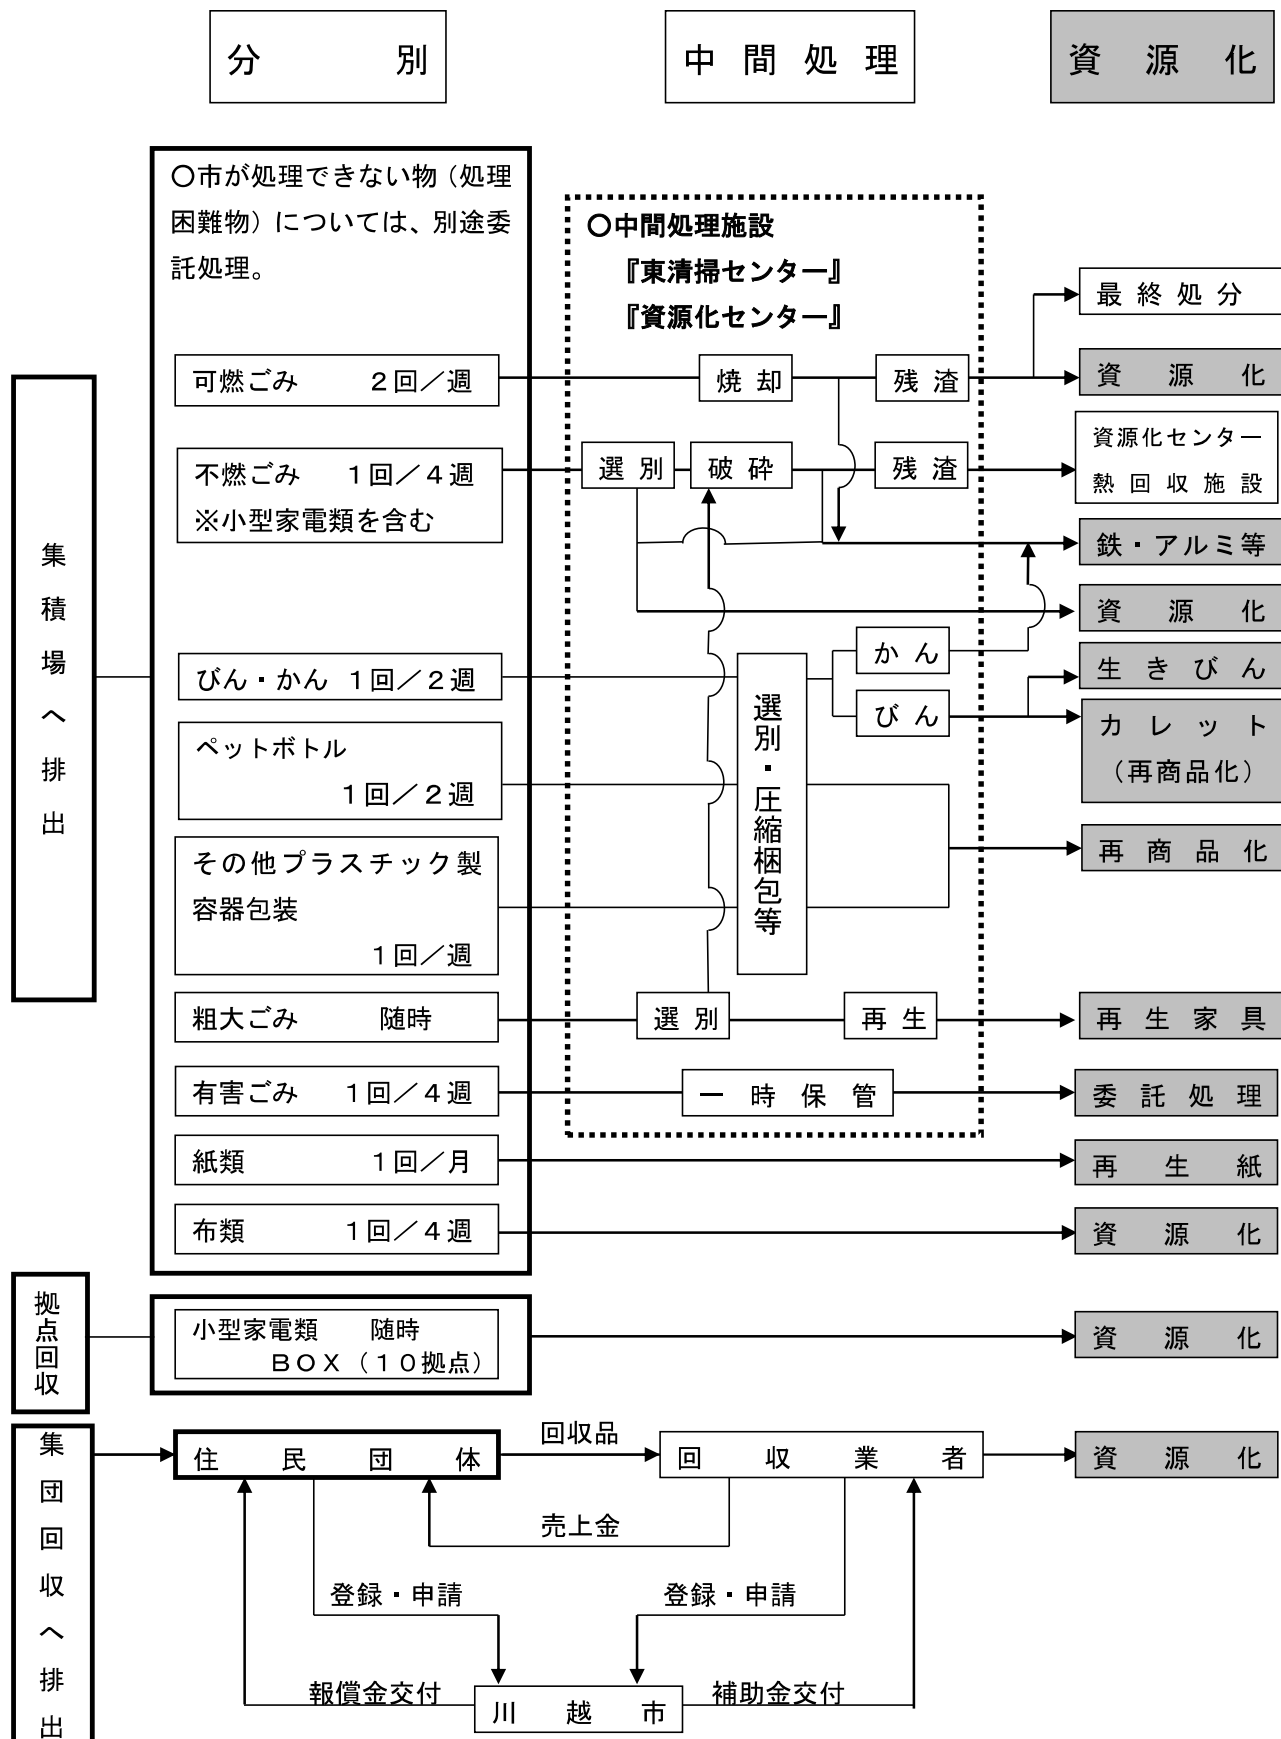 分別
中間処理
資源化
〇市が処理できない物（処理
困難物）については、別途委
託処理。
〇中間処理施設
『東清掃センター』
『資源化センター』
集積場へ排出
可燃ごみ　２回／週
焼却
残渣
最終処分
資源化
不燃ごみ　１回／４週
※小型家電類を含む
選別
破砕
残渣
資源化センター
熱回収施設
鉄・アルミ等
資源化
びん・かん　１回／２週
選別・圧縮梱包等
かん
びん
生きびん
カレット
（再商品化）
ペットボトル
１回／２週
その他プラスチック製
容器包装
１回／週
再商品化
粗大ごみ　随時
選別
再生
再生家具
有害ごみ　１回／４週
一時保管
委託処理
紙類　１回／月
再生紙
布類　１回／４週
資源化
拠点回収
小型家電類　随時
ＢＯＸ（１０拠点）
資源化
集団回収へ排出
住民団体
回収品
回収業者
資源化
売上金
登録・申請
登録・申請
報償金交付
補助金交付
川越市